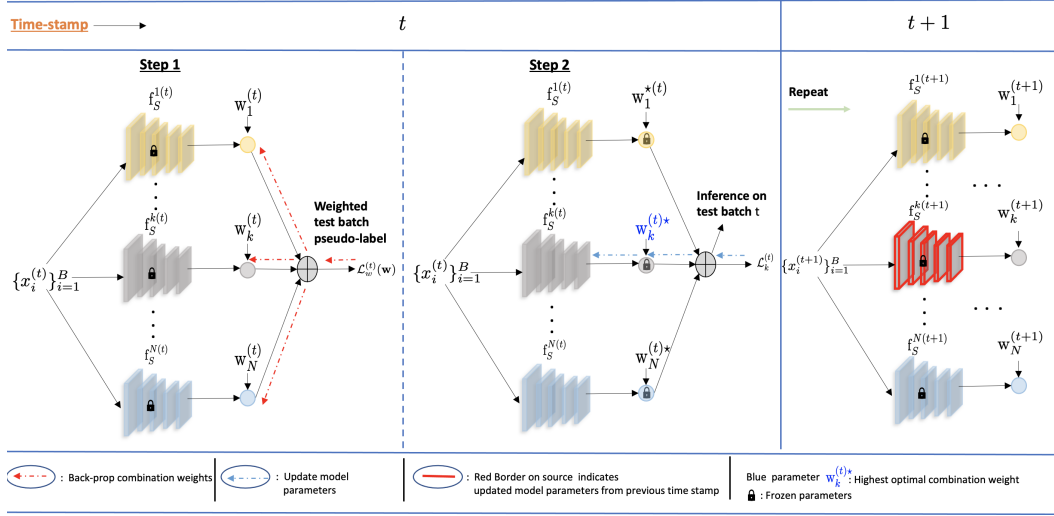 Time-stamp
t
t + 1
Step 1
f_S^{1(t)}
w_1^{(t)}
f_S^{k(t)}
w_k^{(t)}
{x_i^{(t)}}_{i=1}^B
Weighted
test batch
pseudo-label
L_w^{(t)}(w)
f_S^{N(t)}
w_N^{(t)}
Step 2
f_S^{1(t)}
w_1^{⋆(t)}
f_S^{k(t)}
w_k^{(t)⋆}
{x_i^{(t)}}_{i=1}^B
Inference on
test batch t
L_k^{(t)}
f_S^{N(t)}
w_N^{(t)⋆}
Repeat
f_S^{1(t+1)}
w_1^{(t+1)}
f_S^{k(t+1)}
w_k^{(t+1)}
{x_i^{(t+1)}}_{i=1}^B
f_S^{N(t+1)}
w_N^{(t+1)}
: Back-prop combination weights
: Update model
parameters
: Red Border on source indicates
updated model parameters from previous time stamp
Blue parameter w_k^{(t)⋆} : Highest optimal combination weight
: Frozen parameters